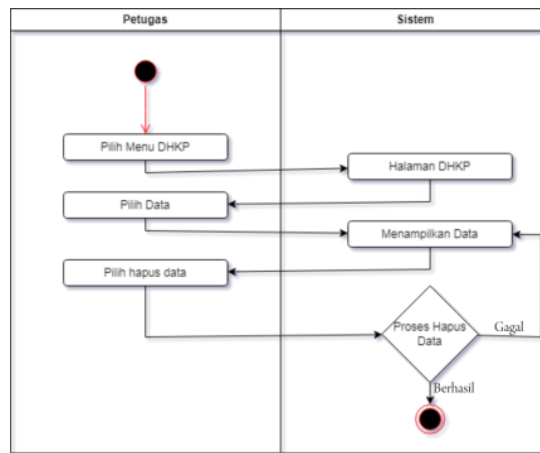 Petugas
Sistem
Pilih Menu DHKP
Halaman DHKP
Pilih Data
Menampilkan Data
Pilih hapus data
Proses Hapus
Data
Gagal
Berhasil